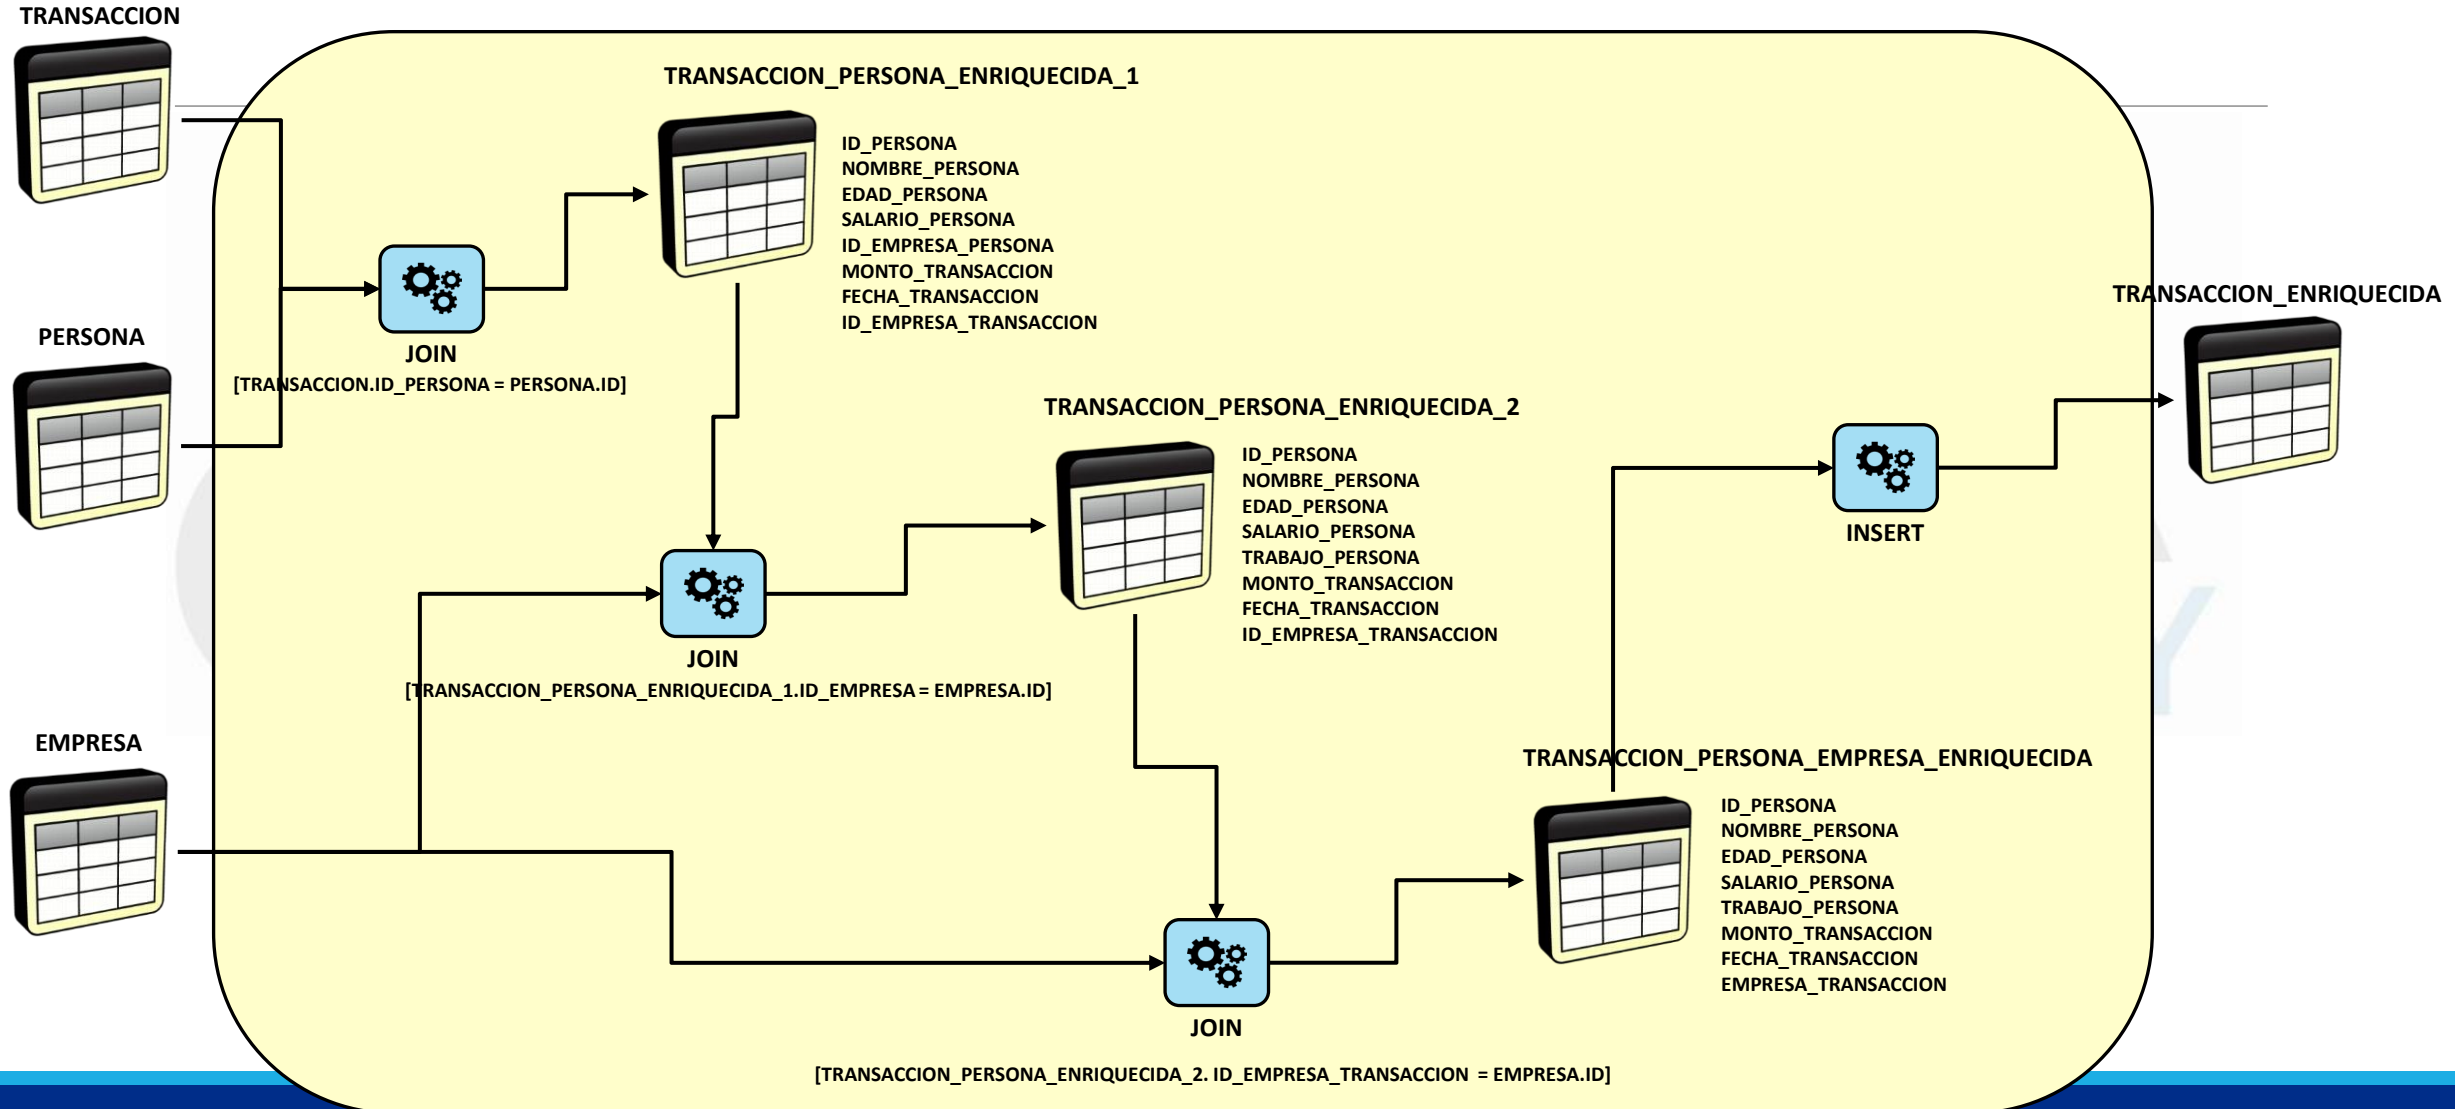 TRANSACCION
TRANSACCION_PERSONA_ENRIQUECIDA_1
ID_PERSONA
NOMBRE_PERSONA
EDAD_PERSONA
SALARIO_PERSONA
ID_EMPRESA_PERSONA
MONTO_TRANSACCION
FECHA_TRANSACCION
ID_EMPRESA_TRANSACCION
PERSONA
JOIN
[TRANSACCION.ID_PERSONA = PERSONA.ID]
TRANSACCION_ENRIQUECIDA
TRANSACCION_PERSONA_ENRIQUECIDA_2
ID_PERSONA
NOMBRE_PERSONA
EDAD_PERSONA
SALARIO_PERSONA
TRABAJO_PERSONA
MONTO_TRANSACCION
FECHA_TRANSACCION
ID_EMPRESA_TRANSACCION
INSERT
JOIN
[TRANSACCION_PERSONA_ENRIQUECIDA_1.ID_EMPRESA = EMPRESA.ID]
EMPRESA
TRANSACCION_PERSONA_EMPRESA_ENRIQUECIDA
ID_PERSONA
NOMBRE_PERSONA
EDAD_PERSONA
SALARIO_PERSONA
TRABAJO_PERSONA
MONTO_TRANSACCION
FECHA_TRANSACCION
EMPRESA_TRANSACCION
JOIN
[TRANSACCION_PERSONA_ENRIQUECIDA_2. ID_EMPRESA_TRANSACCION = EMPRESA.ID]